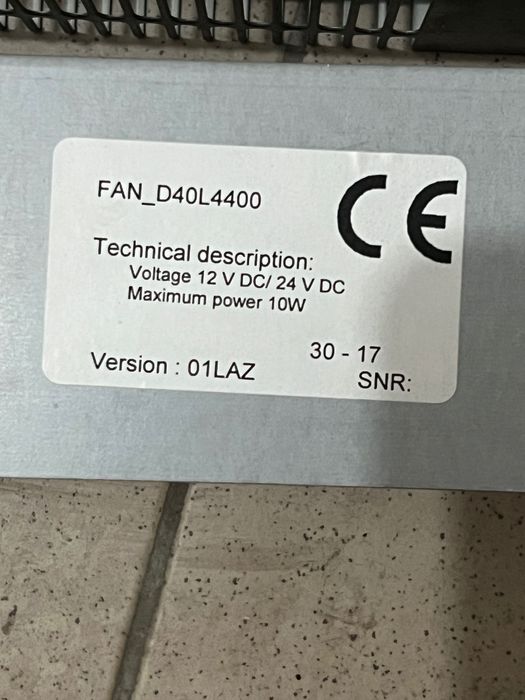 FAN_D40L4400
CE
Technical description:
Voltage 12 V DC/ 24 V DC
Maximum power 10W
30 - 17
Version : 01LAZ
SNR: